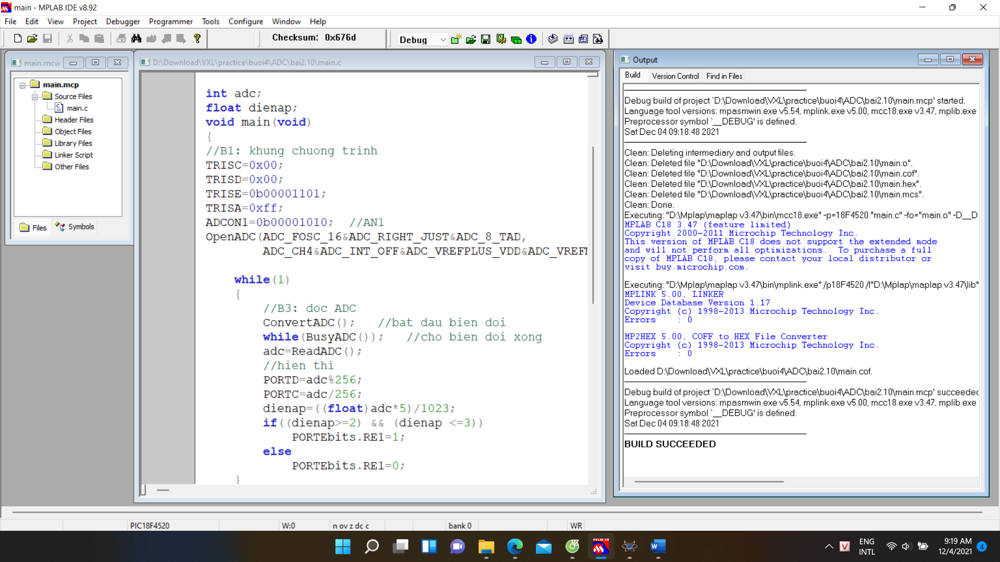 main - MPLAB IDE v8.92
File Edit View Project Debugger Programmer Tools Configure Window Help
Checksum: 0x676d
Debug
main.mcw
main.mcp
Source Files
main.c
Header Files
Object Files
Library Files
Linker Script
Other Files
Files
Symbols
D:\Download\VXL\practice\buoi4\ADC\bai2.10\main.c
int adc;
float dienap;
void main(void)
{
//B1: khung chuong trinh
TRISC=0x00;
TRISD=0x00;
TRISE=0b00001101;
TRISA=0xff;
ADCON1=0b00001010; //AN1
OpenADC(ADC_FOSC_16&ADC_RIGHT_JUST&ADC_8_TAD,
ADC_CH4&ADC_INT_OFF&ADC_VREFPLUS_VDD&ADC_VREF
while(1)
{
//B3: doc ADC
ConvertADC(); //bat dau bien doi
while(BusyADC()); //cho bien doi xong
adc=ReadADC();
//hien thi
PORTD=adc%256;
PORTC=adc/256;
dienap=((float)adc*5)/1023;
if((dienap>=2) && (dienap <=3))
PORTEbits.RE1=1;
else
PORTEbits.RE1=0;
}
Output
Build
Version Control
Find in Files
Debug build of project `D:\Download\VXL\practice\buoi4\ADC\bai2.10\main.mcp' started.
Language tool versions: mpasmwin.exe v5.54, mplink.exe v5.00, mcc18.exe v3.47, mplib.exe
Preprocessor symbol `__DEBUG' is defined.
Sat Dec 04 09:18:48 2021
Clean: Deleting intermediary and output files.
Clean: Deleted file "D:\Download\VXL\practice\buoi4\ADC\bai2.10\main.o".
Clean: Deleted file "D:\Download\VXL\practice\buoi4\ADC\bai2.10\main.cof".
Clean: Deleted file "D:\Download\VXL\practice\buoi4\ADC\bai2.10\main.hex".
Clean: Deleted file "D:\Download\VXL\practice\buoi4\ADC\bai2.10\main.mcs".
Clean: Done.
Executing: "D:\Mplap\maplap v3.47\bin\mcc18.exe" -p=18F4520 "main.c" -fo="main.o" -D__D
MPLAB C18 3.47 (feature limited)
Copyright 2000-2011 Microchip Technology Inc.
This version of MPLAB C18 does not support the extended mode
and will not perform all optimizations. To purchase a full
copy of MPLAB C18, please contact your local distributor or
visit buy.microchip.com.
Executing: "D:\Mplap\maplap v3.47\bin\mplink.exe" /p18F4520 /l"D:\Mplap\maplap v3.47\lib"
MPLINK 5.00, LINKER
Device Database Version 1.17
Copyright (c) 1998-2013 Microchip Technology Inc.
Errors : 0
MP2HEX 5.00, COFF to HEX File Converter
Copyright (c) 1998-2013 Microchip Technology Inc.
Errors : 0
Loaded D:\Download\VXL\practice\buoi4\ADC\bai2.10\main.cof.
Debug build of project `D:\Download\VXL\practice\buoi4\ADC\bai2.10\main.mcp' succeeded
Language tool versions: mpasmwin.exe v5.54, mplink.exe v5.00, mcc18.exe v3.47, mplib.exe
Preprocessor symbol `__DEBUG' is defined.
Sat Dec 04 09:18:48 2021
BUILD SUCCEEDED
PIC18F4520 W:0 n ov z dc c bank 0 WR
MPLAB IDE
W
V
ENG
INTL
9:19 AM
12/4/2021
4